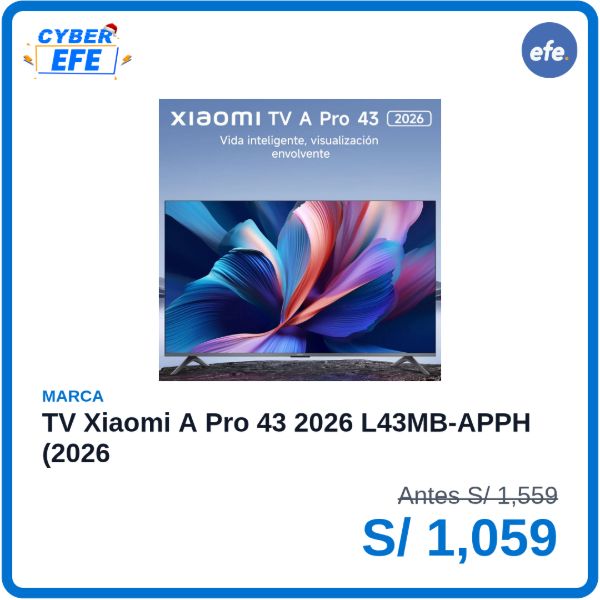 CYBER
EFE
efe.
xiaomi TV A Pro 43 2026
Vida inteligente, visualización
envolvente
MARCA
TV Xiaomi A Pro 43 2026 L43MB-APPH
(2026
Antes S/ 1,559
S/ 1,059